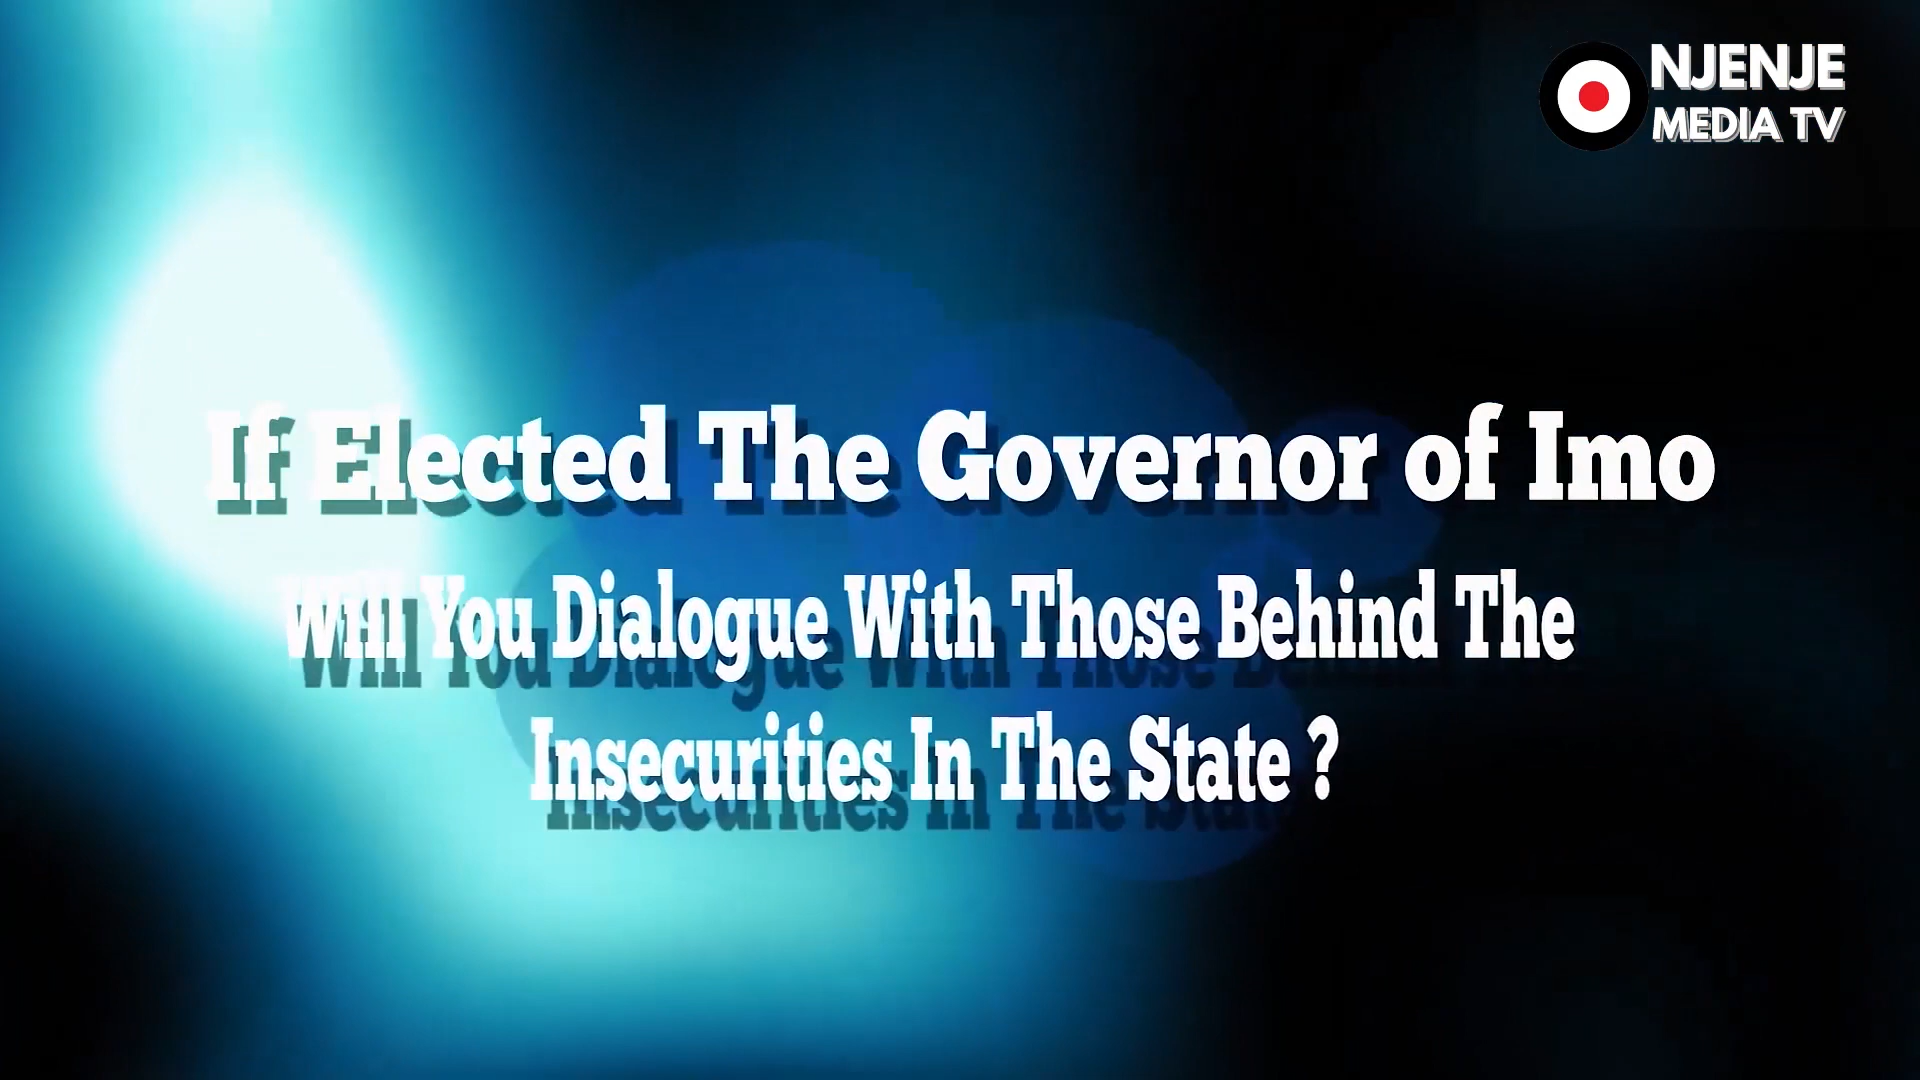 NJENJE
MEDIA TV
If Elected The Governor of Imo
Will You Dialogue With Those Behind The
Insecurities In The State ?